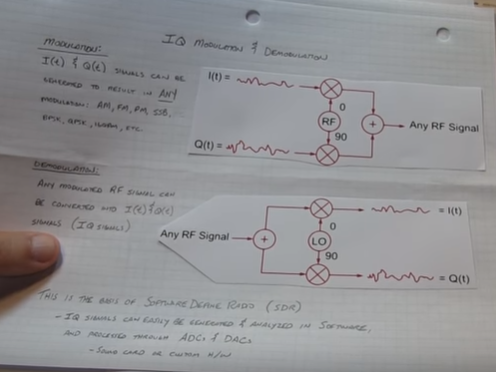 IQ MODULATION & DEMODULATION
MODULATION:
I(t) & Q(t) SIGNALS CAN BE
GENERATED TO RESULT IN ANY
MODULATION: AM, FM, PM, SSB,
BPSK, QPSK, 16QAM, ETC.
I(t) =
0
RF
+
Any RF Signal
90
Q(t) =
DEMODULATION:
ANY MODULATED RF SIGNAL CAN
BE CONVERTED INTO I(t) & Q(t)
SIGNALS (IQ SIGNALS)
= I(t)
0
Any RF Signal
+
LO
90
= Q(t)
THIS IS THE BASIS OF SOFTWARE DEFINE RADIO (SDR)
- IQ SIGNALS CAN EASILY BE GENERATED & ANALYZED IN SOFTWARE,
AND PROCESSED THROUGH ADCs & DACs
- SOUND CARD OR CUSTOM H/W